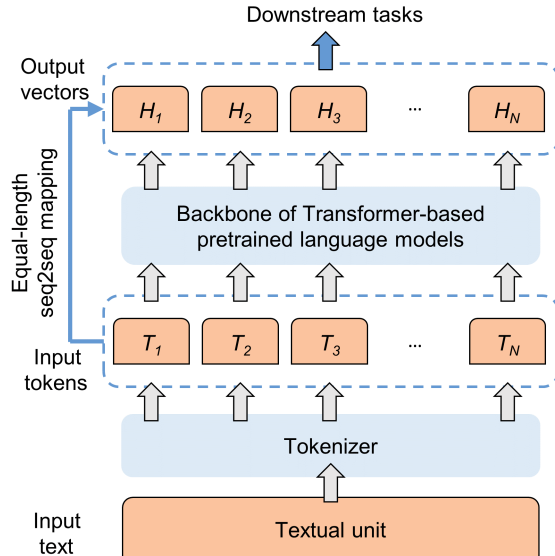 Downstream tasks
Output
vectors
H1 H2 H3 ... HN
Equal-length
seq2seq mapping
Backbone of Transformer-based
pretrained language models
Input
tokens
T1 T2 T3 ... TN
Tokenizer
Input
text
Textual unit